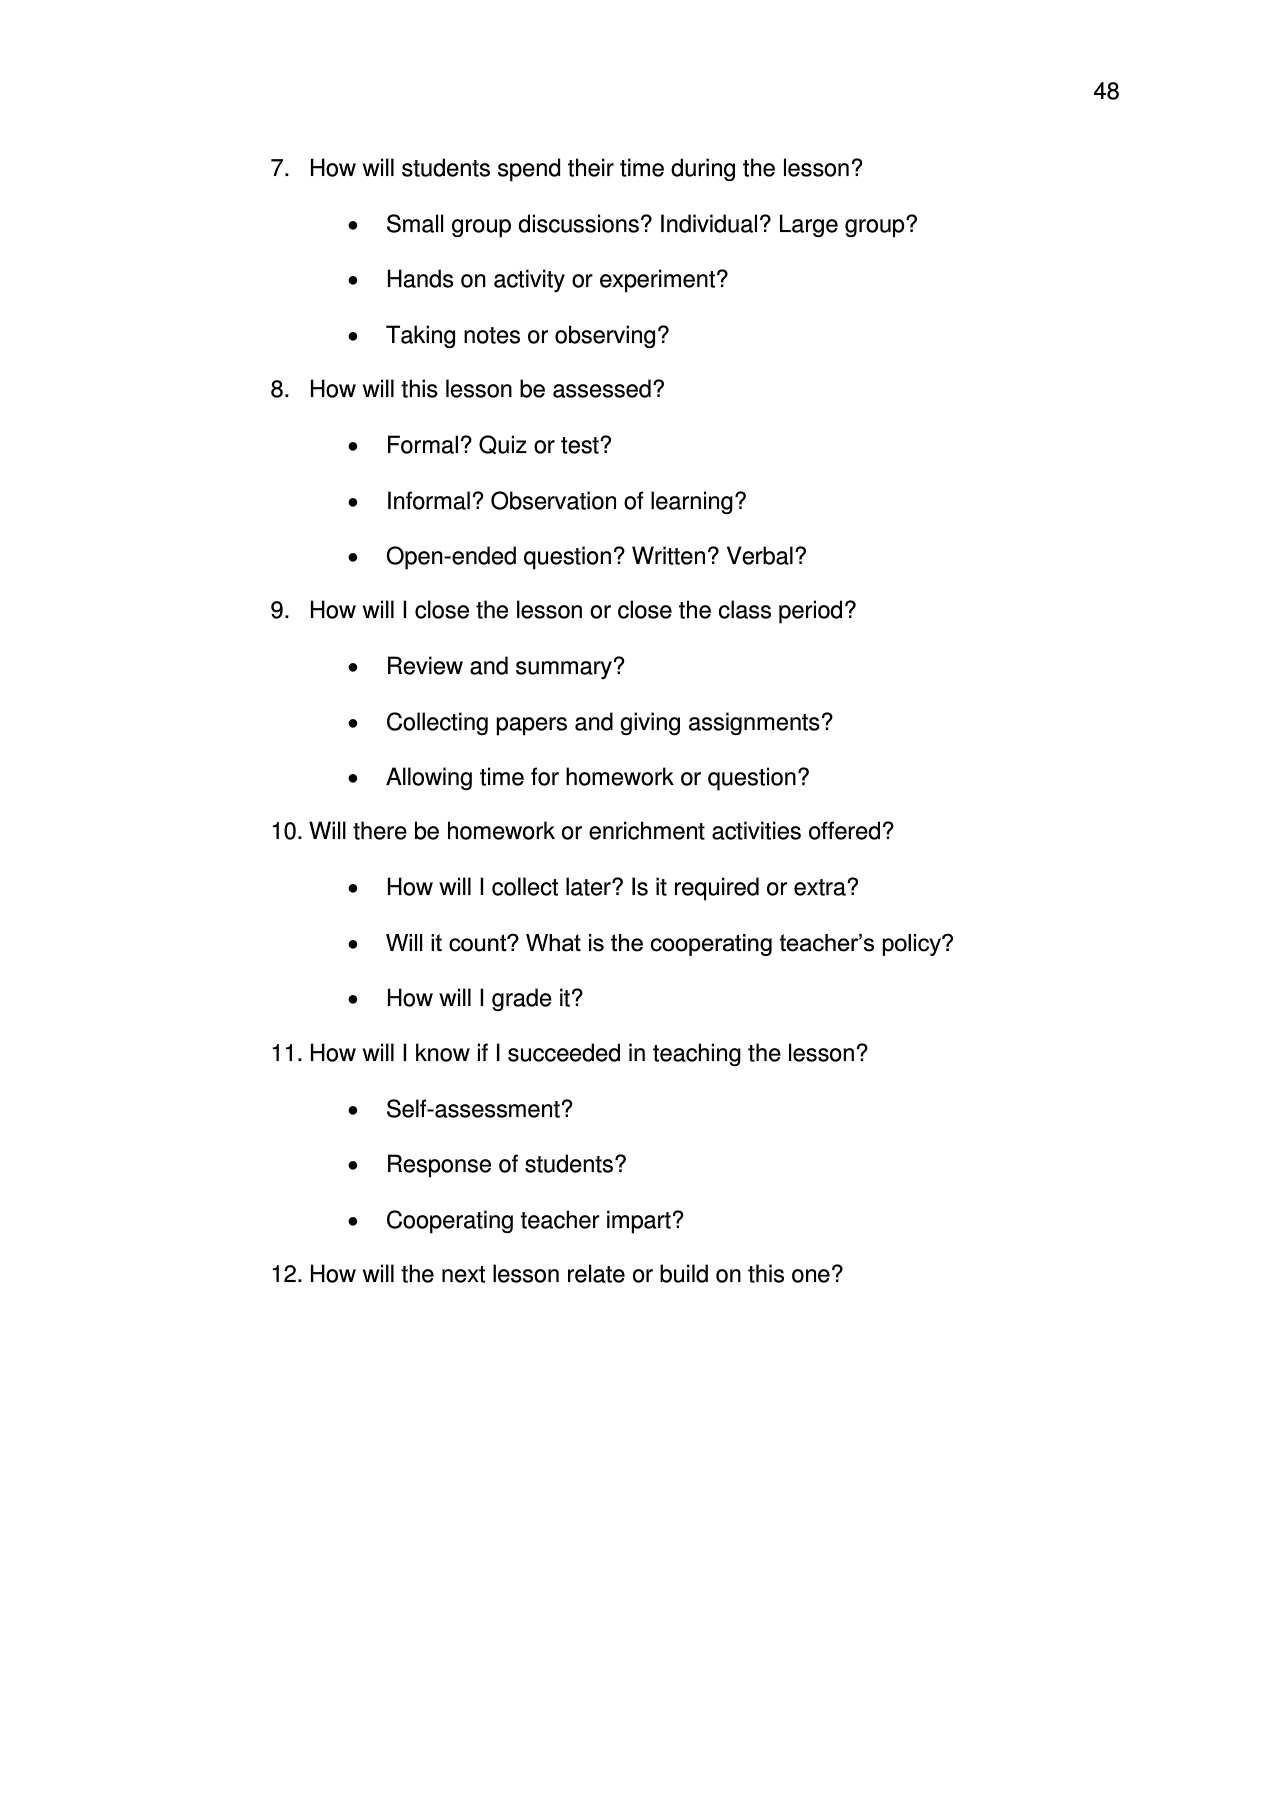 48
7. How will students spend their time during the lesson?
• Small group discussions? Individual? Large group?
• Hands on activity or experiment?
• Taking notes or observing?
8. How will this lesson be assessed?
• Formal? Quiz or test?
• Informal? Observation of learning?
• Open-ended question? Written? Verbal?
9. How will I close the lesson or close the class period?
• Review and summary?
• Collecting papers and giving assignments?
• Allowing time for homework or question?
10. Will there be homework or enrichment activities offered?
• How will I collect later? Is it required or extra?
• Will it count? What is the cooperating teacher’s policy?
• How will I grade it?
11. How will I know if I succeeded in teaching the lesson?
• Self-assessment?
• Response of students?
• Cooperating teacher impart?
12. How will the next lesson relate or build on this one?